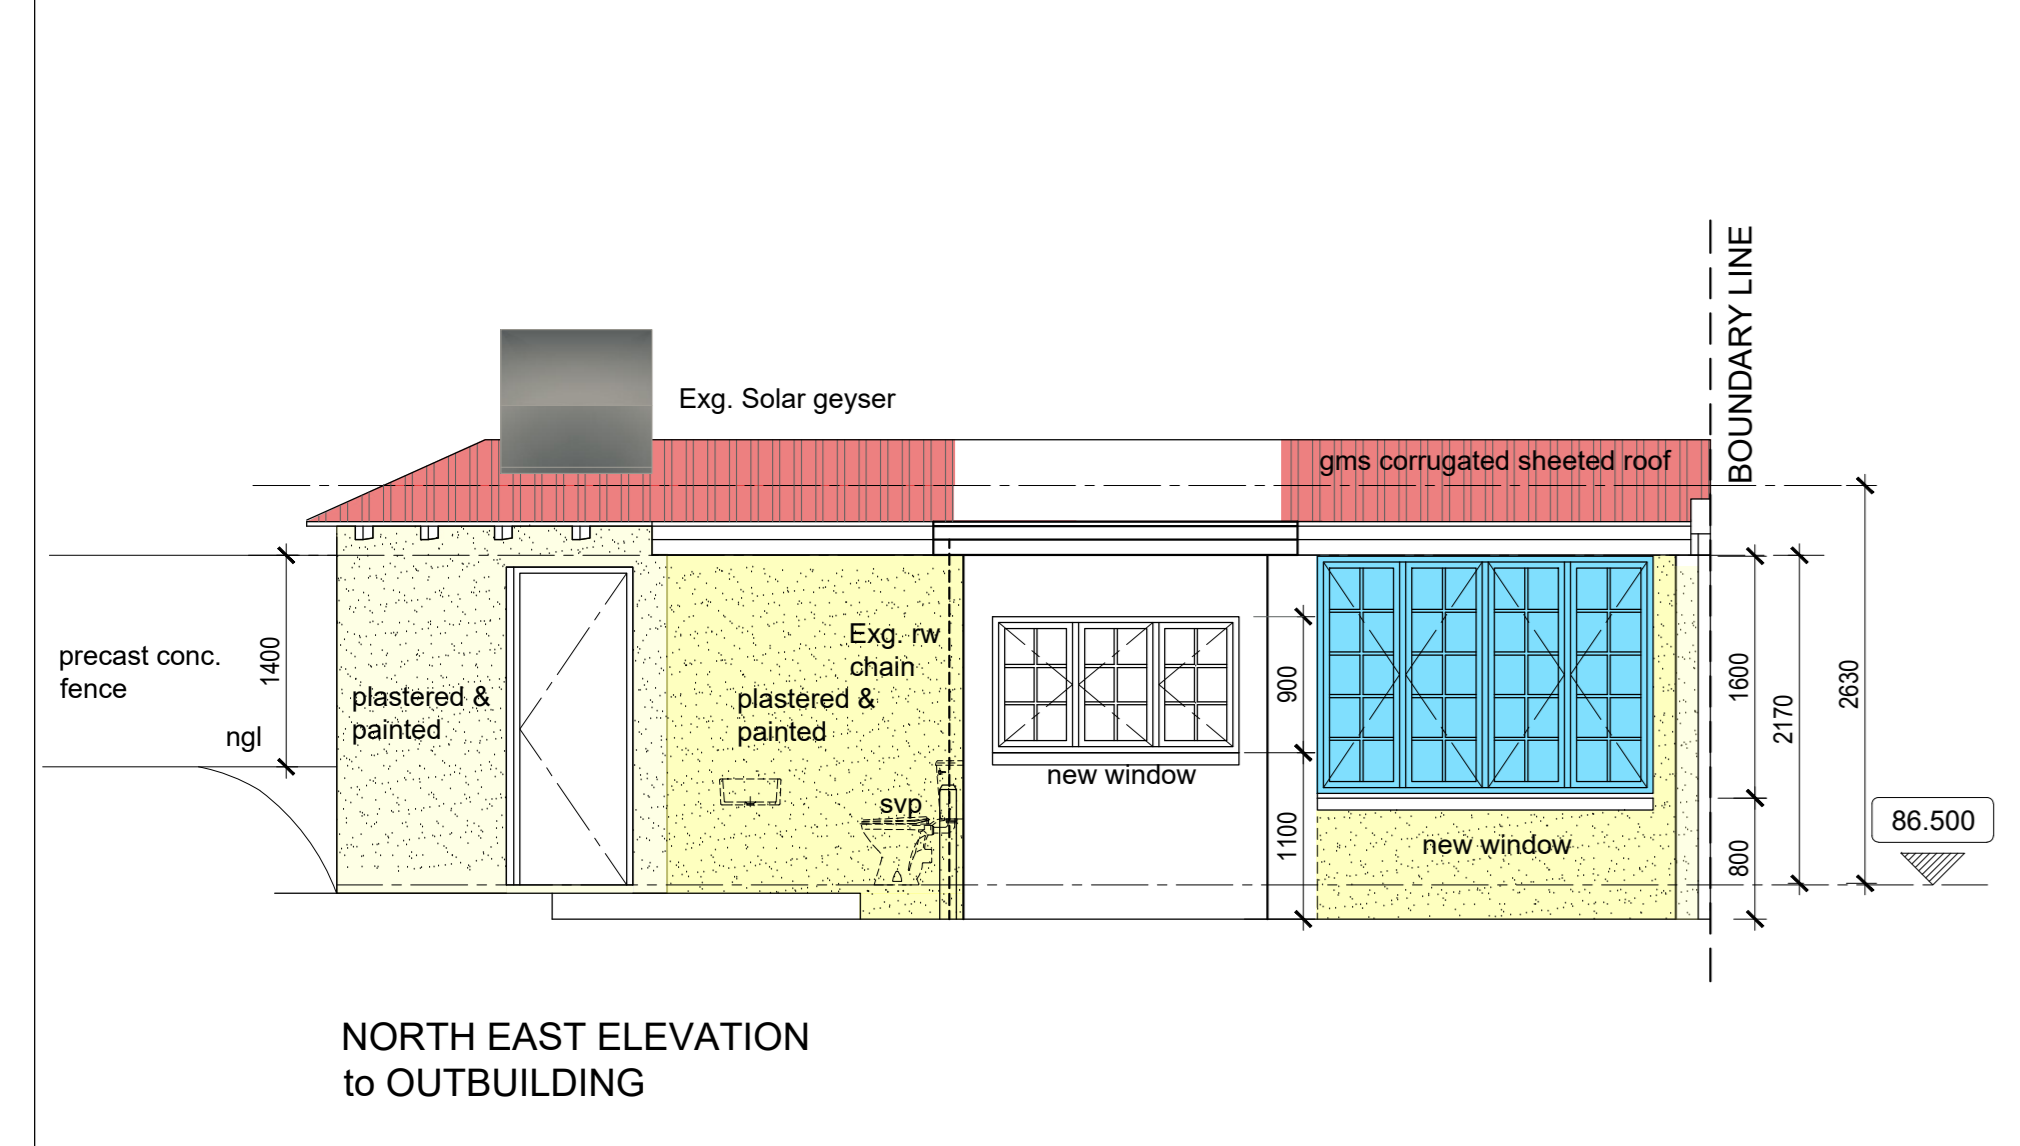 BOUNDARY LINE
Exg. Solar geyser
gms corrugated sheeted roof
precast conc.
fence
1400
ngl
plastered &
painted
Exg. rw
chain
plastered &
painted
svp
new window
900
1100
new window
1600
800
2170
2630
86.500
NORTH EAST ELEVATION
to OUTBUILDING